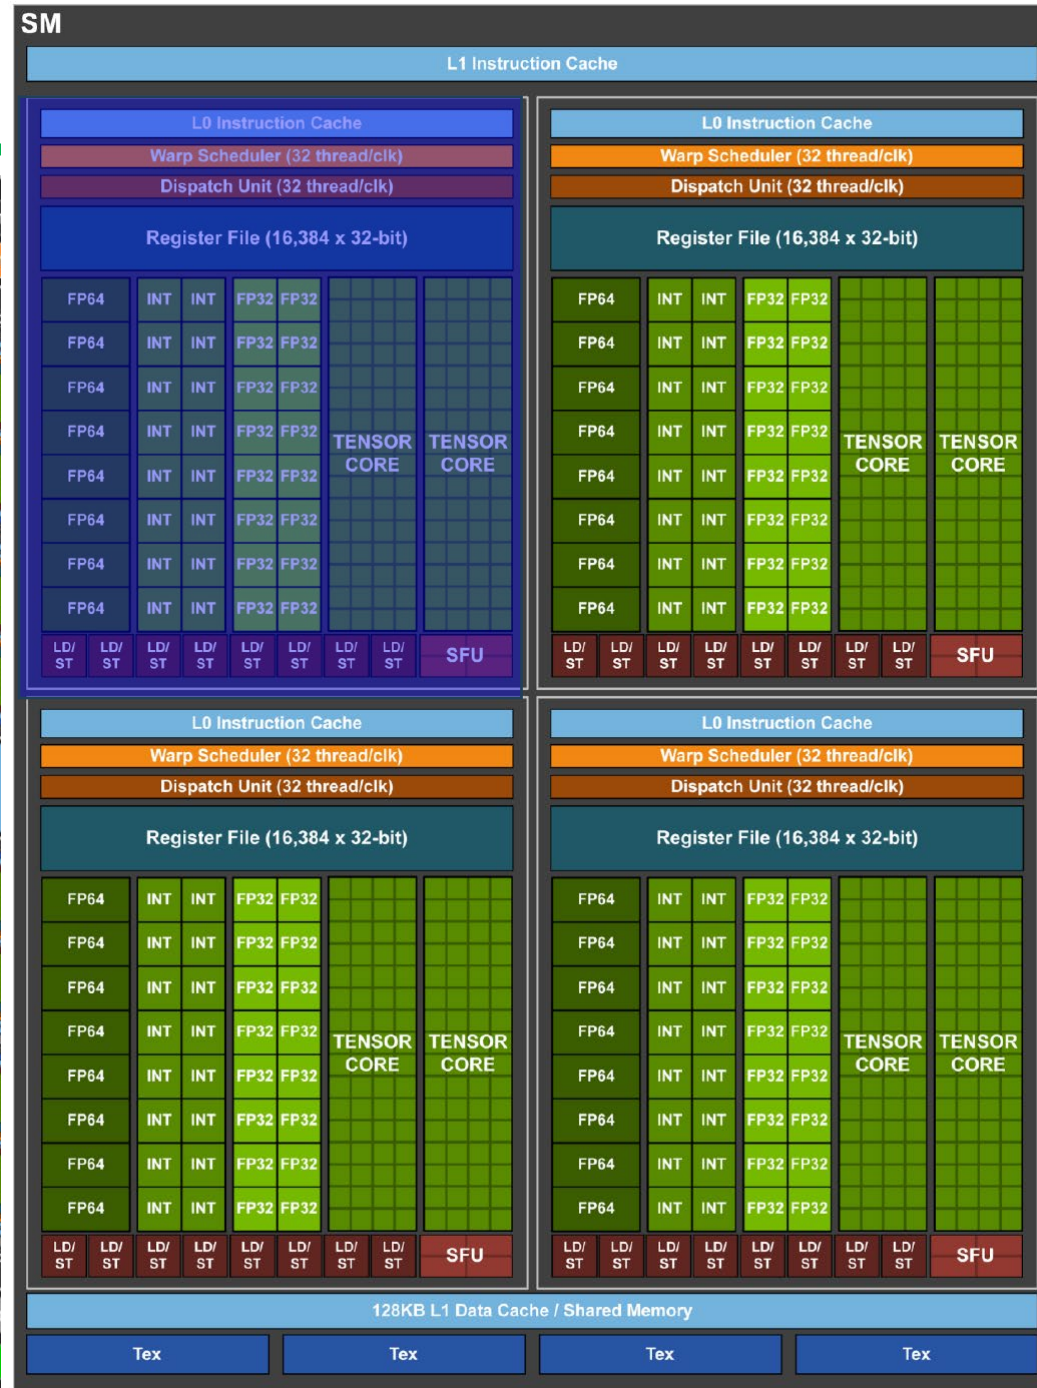 SM
L1 Instruction Cache
L0 Instruction Cache
Warp Scheduler (32 thread/clk)
Dispatch Unit (32 thread/clk)
Register File (16,384 x 32-bit)
FP64 INT INT FP32 FP32
FP64 INT INT FP32 FP32
FP64 INT INT FP32 FP32
FP64 INT INT FP32 FP32
FP64 INT INT FP32 FP32
FP64 INT INT FP32 FP32
FP64 INT INT FP32 FP32
FP64 INT INT FP32 FP32
TENSOR CORE
TENSOR CORE
LD/ST LD/ST LD/ST LD/ST LD/ST LD/ST LD/ST LD/ST SFU
L0 Instruction Cache
Warp Scheduler (32 thread/clk)
Dispatch Unit (32 thread/clk)
Register File (16,384 x 32-bit)
FP64 INT INT FP32 FP32
FP64 INT INT FP32 FP32
FP64 INT INT FP32 FP32
FP64 INT INT FP32 FP32
FP64 INT INT FP32 FP32
FP64 INT INT FP32 FP32
FP64 INT INT FP32 FP32
FP64 INT INT FP32 FP32
TENSOR CORE
TENSOR CORE
LD/ST LD/ST LD/ST LD/ST LD/ST LD/ST LD/ST LD/ST SFU
L0 Instruction Cache
Warp Scheduler (32 thread/clk)
Dispatch Unit (32 thread/clk)
Register File (16,384 x 32-bit)
FP64 INT INT FP32 FP32
FP64 INT INT FP32 FP32
FP64 INT INT FP32 FP32
FP64 INT INT FP32 FP32
FP64 INT INT FP32 FP32
FP64 INT INT FP32 FP32
FP64 INT INT FP32 FP32
FP64 INT INT FP32 FP32
TENSOR CORE
TENSOR CORE
LD/ST LD/ST LD/ST LD/ST LD/ST LD/ST LD/ST LD/ST SFU
L0 Instruction Cache
Warp Scheduler (32 thread/clk)
Dispatch Unit (32 thread/clk)
Register File (16,384 x 32-bit)
FP64 INT INT FP32 FP32
FP64 INT INT FP32 FP32
FP64 INT INT FP32 FP32
FP64 INT INT FP32 FP32
FP64 INT INT FP32 FP32
FP64 INT INT FP32 FP32
FP64 INT INT FP32 FP32
FP64 INT INT FP32 FP32
TENSOR CORE
TENSOR CORE
LD/ST LD/ST LD/ST LD/ST LD/ST LD/ST LD/ST LD/ST SFU
128KB L1 Data Cache / Shared Memory
Tex Tex Tex Tex